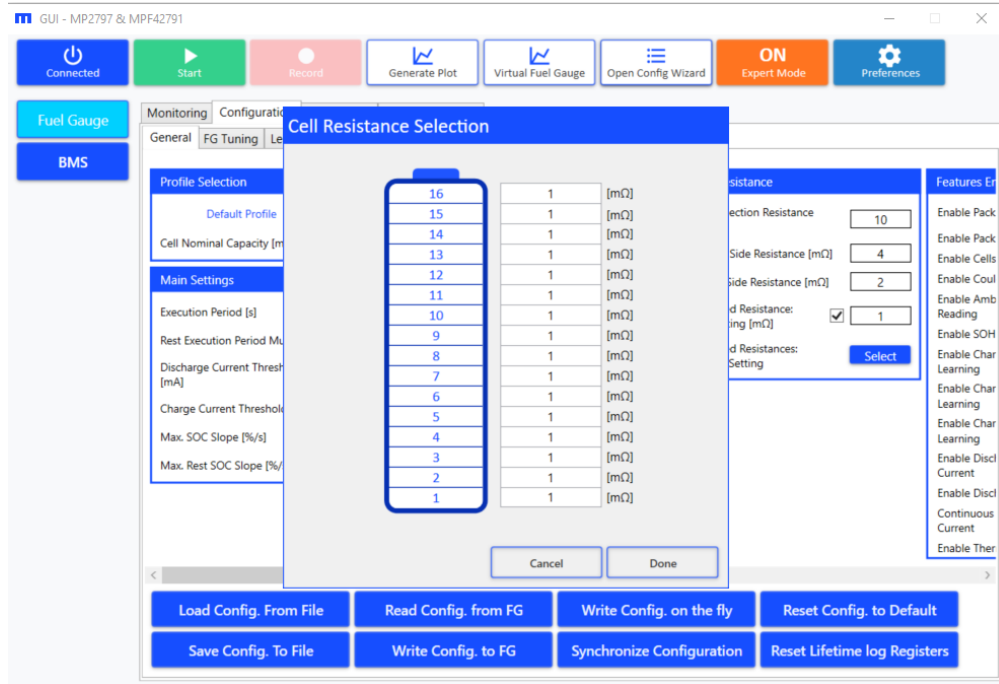 GUI - MP2797 & MPF42791
Connected
Start
Record
Generate Plot
Virtual Fuel Gauge
Open Config Wizard
ON
Expert Mode
Preferences
Fuel Gauge
BMS
Monitoring
Configuratio
General
FG Tuning
Le
Profile Selection
Default Profile
Cell Nominal Capacity [m
Main Settings
Execution Period [s]
Rest Execution Period Mu
Discharge Current Thresh
[mA]
Charge Current Threshold
Max. SOC Slope [%/s]
Max. Rest SOC Slope [%/
Cell Resistance Selection
16 1 [mΩ]
15 1 [mΩ]
14 1 [mΩ]
13 1 [mΩ]
12 1 [mΩ]
11 1 [mΩ]
10 1 [mΩ]
9 1 [mΩ]
8 1 [mΩ]
7 1 [mΩ]
6 1 [mΩ]
5 1 [mΩ]
4 1 [mΩ]
3 1 [mΩ]
2 1 [mΩ]
1 1 [mΩ]
Cancel
Done
sistance
ection Resistance 10
Side Resistance [mΩ] 4
Side Resistance [mΩ] 2
d Resistance:
ing [mΩ] 1
d Resistances:
Setting
Select
Features En
Enable Pack
Enable Pack
Enable Cells
Enable Coul
Enable Amb
Reading
Enable SOH
Enable Char
Learning
Enable Char
Learning
Enable Char
Learning
Enable Discl
Current
Enable Discl
Continuous
Current
Enable Ther
Load Config. From File
Read Config. from FG
Write Config. on the fly
Reset Config. to Default
Save Config. To File
Write Config. to FG
Synchronize Configuration
Reset Lifetime log Registers